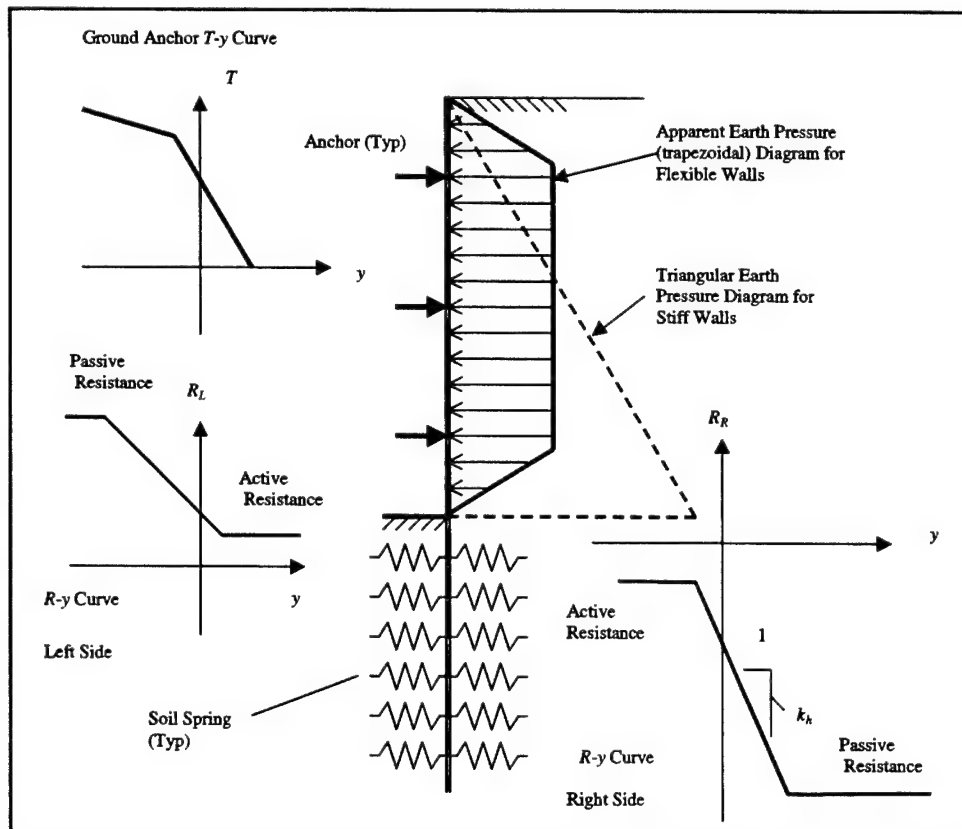 Ground Anchor T-y Curve
T
y
Anchor (Typ)
Apparent Earth Pressure
(trapezoidal) Diagram for
Flexible Walls
Triangular Earth
Pressure Diagram for
Stiff Walls
Passive
Resistance
R_L
Active
Resistance
y
R-y Curve
Left Side
Soil Spring
(Typ)
R_R
y
Active
Resistance
1
k_h
Passive
Resistance
R-y Curve
Right Side